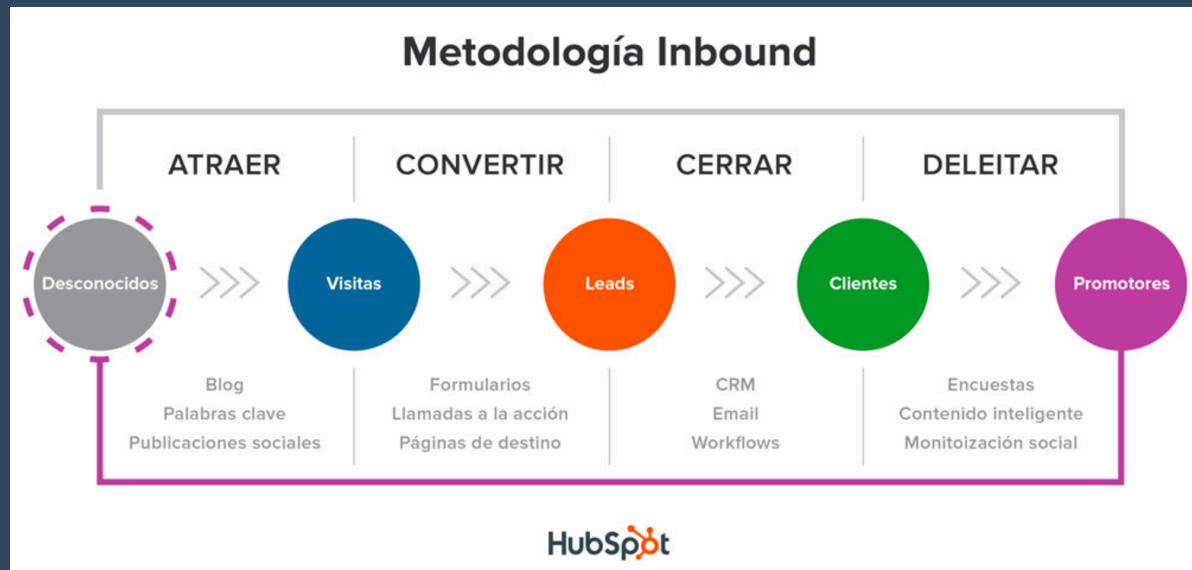 Metodología Inbound
ATRAER
CONVERTIR
CERRAR
DELEITAR
Desconocidos
Visitas
Leads
Clientes
Promotores
Blog
Palabras clave
Publicaciones sociales
Formularios
Llamadas a la acción
Páginas de destino
CRM
Email
Workflows
Encuestas
Contenido inteligente
Monitoización social
HubSpot